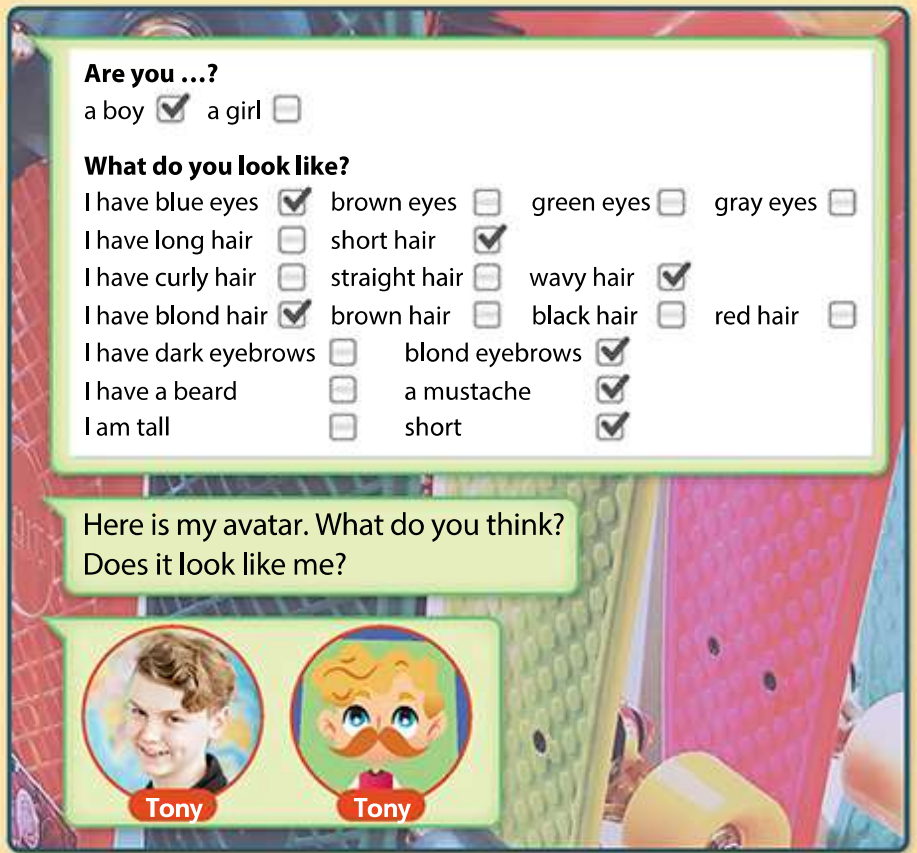 Are you ...?
a boy a girl
What do you look like?
I have blue eyes brown eyes green eyes gray eyes
I have long hair short hair
I have curly hair straight hair wavy hair
I have blond hair brown hair black hair red hair
I have dark eyebrows blond eyebrows
I have a beard a mustache
I am tall short
Here is my avatar. What do you think?
Does it look like me?
Tony Tony